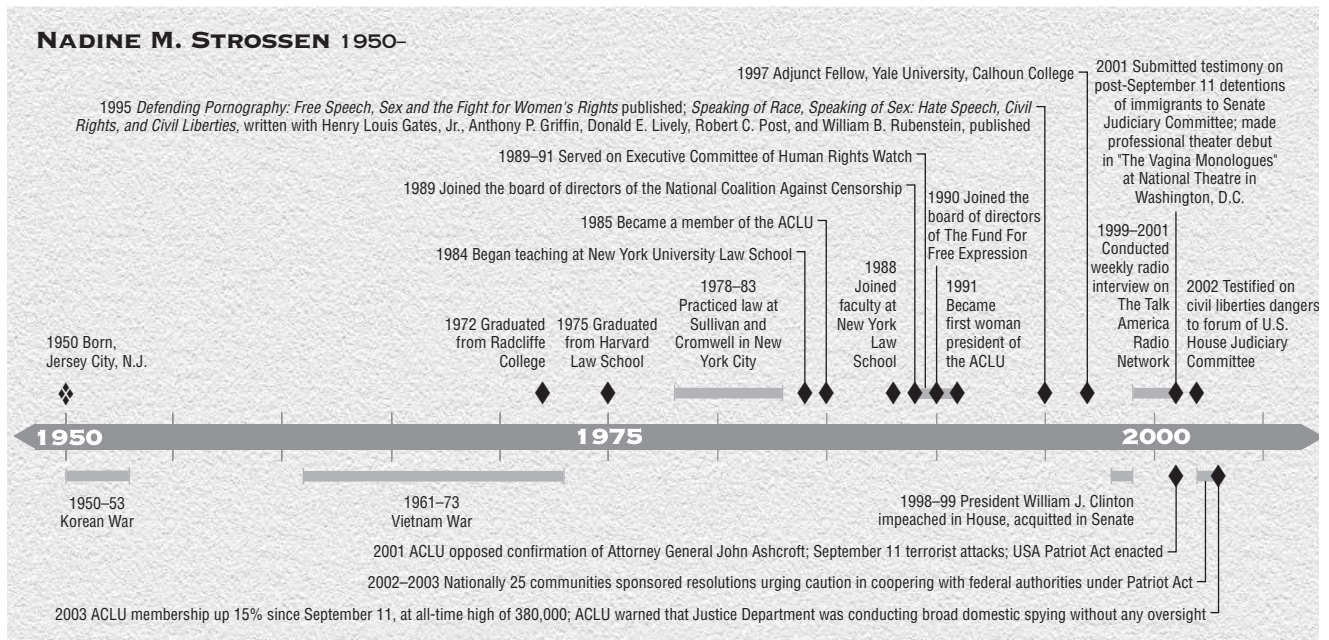 NADINE M. STROSSEN 1950–
1997 Adjunct Fellow, Yale University, Calhoun College
1995 Defending Pornography: Free Speech, Sex and the Fight for Women's Rights published; Speaking of Race, Speaking of Sex: Hate Speech, Civil
Rights, and Civil Liberties, written with Henry Louis Gates, Jr., Anthony P. Griffin, Donald E. Lively, Robert C. Post, and William B. Rubenstein, published
2001 Submitted testimony on
post-September 11 detentions
of immigrants to Senate
Judiciary Committee; made
professional theater debut
in "The Vagina Monologues"
at National Theatre in
Washington, D.C.
1989–91 Served on Executive Committee of Human Rights Watch
1989 Joined the board of directors of the National Coalition Against Censorship
1990 Joined the
board of directors
of The Fund For
Free Expression
1985 Became a member of the ACLU
1984 Began teaching at New York University Law School
1950 Born,
Jersey City, N.J.
1972 Graduated
from Radcliffe
College
1975 Graduated
from Harvard
Law School
1978–83
Practiced law at
Sullivan and
Cromwell in New
York City
1988
Joined
faculty at
New York
Law
School
1991
Became
first woman
president of
the ACLU
1999–2001
Conducted
weekly radio
interview on
The Talk
America
Radio
Network
2002 Testified on
civil liberties dangers
to forum of U.S.
House Judiciary
Committee
1950
1975
2000
1950–53
Korean War
1961–73
Vietnam War
1998–99 President William J. Clinton
impeached in House, acquitted in Senate
2001 ACLU opposed confirmation of Attorney General John Ashcroft; September 11 terrorist attacks; USA Patriot Act enacted
2002–2003 Nationally 25 communities sponsored resolutions urging caution in coopering with federal authorities under Patriot Act
2003 ACLU membership up 15% since September 11, at all-time high of 380,000; ACLU warned that Justice Department was conducting broad domestic spying without any oversight